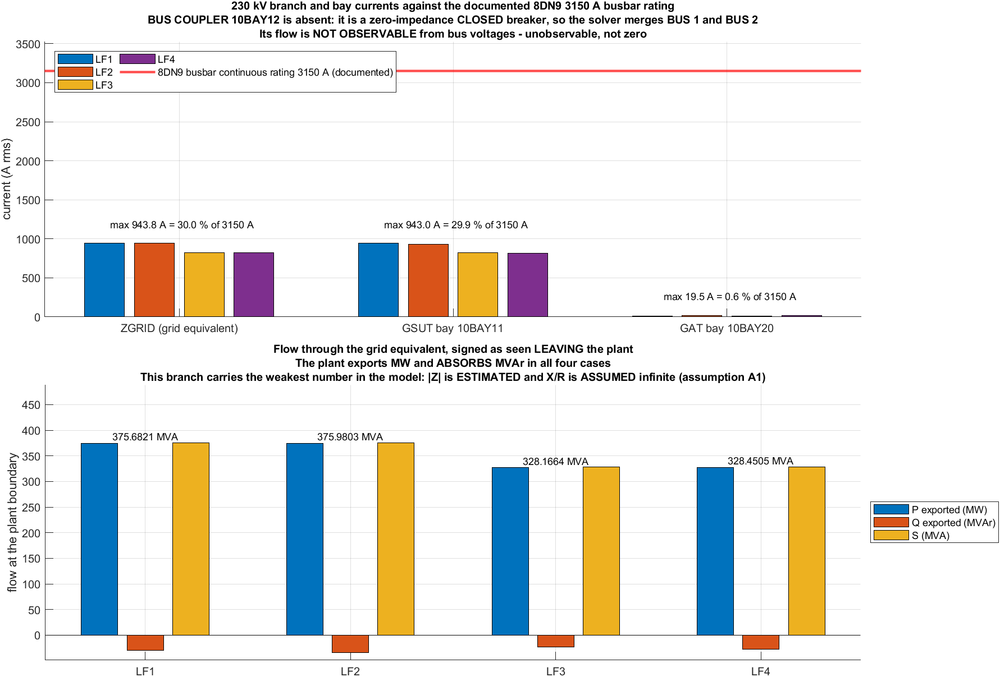 230 kV branch and bay currents against the documented 8DN9 3150 A busbar rating
BUS COUPLER 10BAY12 is absent: it is a zero-impedance CLOSED breaker, so the solver merges BUS 1 and BUS 2
Its flow is NOT OBSERVABLE from bus voltages - unobservable, not zero
3500
3000
2500
2000
1500
1000
500
0
current (A rms)
LF1
LF2
LF3
LF4
8DN9 busbar continuous rating 3150 A (documented)
max 943.8 A = 30.0 % of 3150 A
max 943.0 A = 29.9 % of 3150 A
max 19.5 A = 0.6 % of 3150 A
ZGRID (grid equivalent)
GSUT bay 10BAY11
GAT bay 10BAY20
Flow through the grid equivalent, signed as seen LEAVING the plant
The plant exports MW and ABSORBS MVAr in all four cases
This branch carries the weakest number in the model: |Z| is ESTIMATED and X/R is ASSUMED infinite (assumption A1)
450
400
350
300
250
200
150
100
50
0
flow at the plant boundary
375.6821 MVA
375.9803 MVA
328.1664 MVA
328.4505 MVA
P exported (MW)
Q exported (MVAr)
S (MVA)
LF1
LF2
LF3
LF4